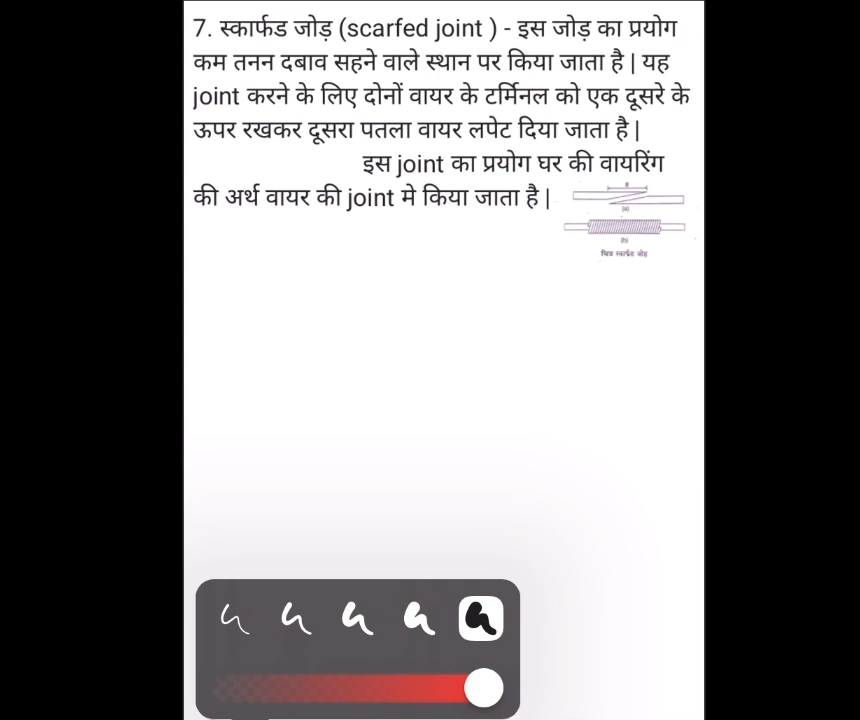 7. स्कार्फड जोड़ (scarfed joint ) - इस जोड़ का प्रयोग
कम तनन दबाव सहने वाले स्थान पर किया जाता है | यह
joint करने के लिए दोनों वायर के टर्मिनल को एक दूसरे के
ऊपर रखकर दूसरा पतला वायर लपेट दिया जाता है |
इस joint का प्रयोग घर की वायरिंग
की अर्थ वायर की joint मे किया जाता है |
(a)
(b)
चित्र स्कार्फड जोड़